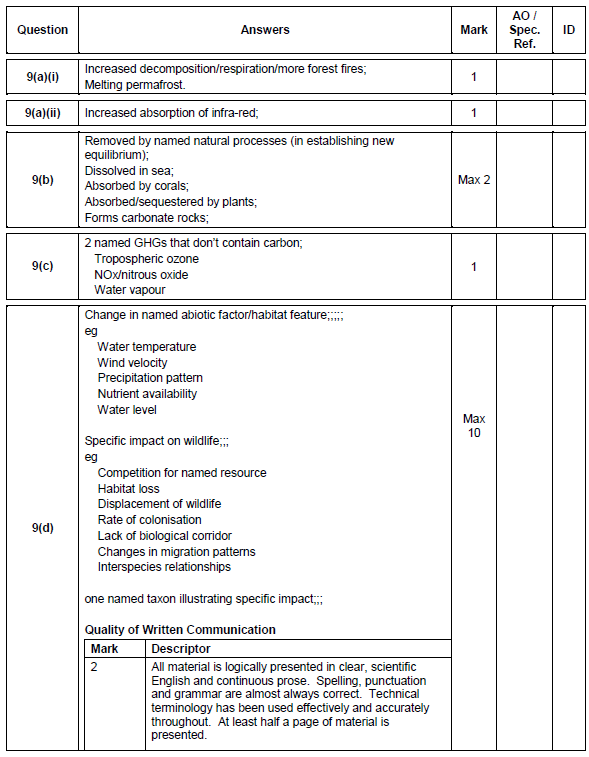 Question Answers Mark AO / Spec. Ref. ID
9(a)(i) Increased decomposition/respiration/more forest fires;
Melting permafrost. 1
9(a)(ii) Increased absorption of infra-red; 1
9(b) Removed by named natural processes (in establishing new
equilibrium);
Dissolved in sea;
Absorbed by corals; Max 2
Absorbed/sequestered by plants;
Forms carbonate rocks;
9(c) 2 named GHGs that don't contain carbon; 1
Tropospheric ozone
NOx/nitrous oxide
Water vapour
9(d) Change in named abiotic factor/habitat feature;;;;; Max 10
eg
Water temperature
Wind velocity
Precipitation pattern
Nutrient availability
Water level
Specific impact on wildlife;;;
eg
Competition for named resource
Habitat loss
Displacement of wildlife
Rate of colonisation
Lack of biological corridor
Changes in migration patterns
Interspecies relationships
one named taxon illustrating specific impact;;;
Quality of Written Communication
Mark Descriptor
2 All material is logically presented in clear, scientific
English and continuous prose. Spelling, punctuation
and grammar are almost always correct. Technical
terminology has been used effectively and accurately
throughout. At least half a page of material is
presented.